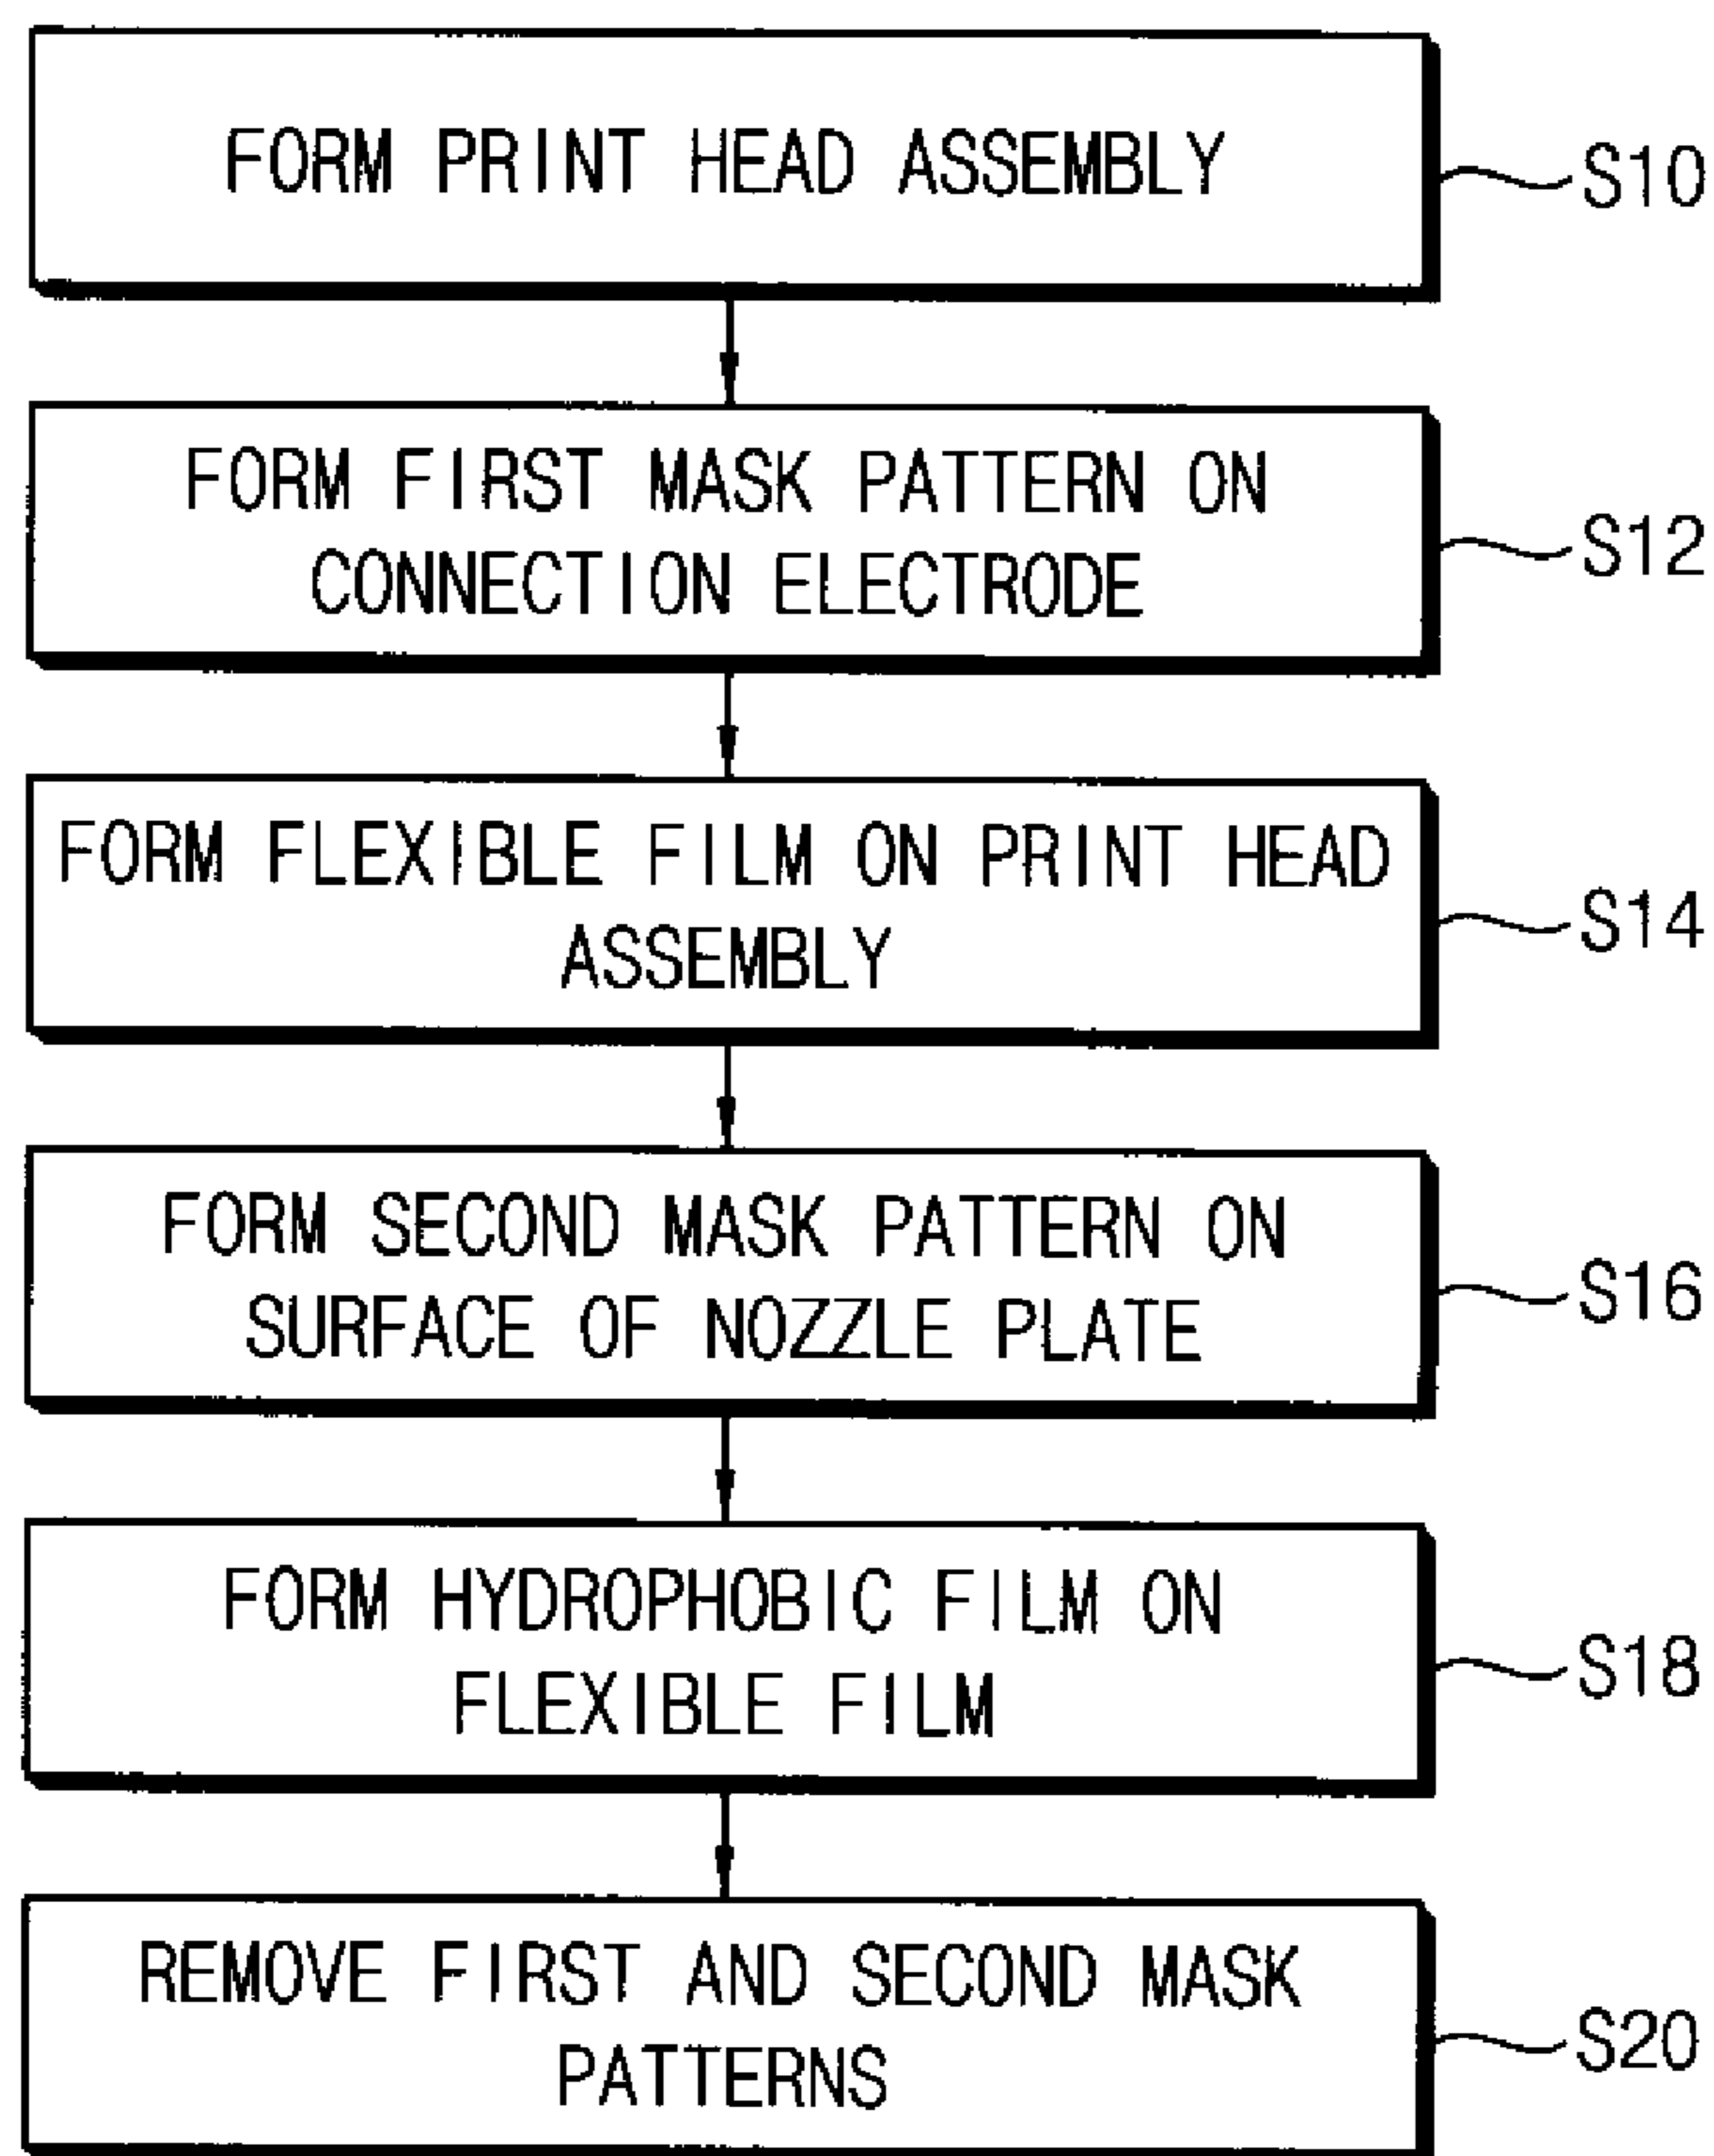 FORM PRINT HEAD ASSEMBLY
S10
FORM FIRST MASK PATTERN ON
CONNECTION ELECTRODE
S12
FORM FLEXIBLE FILM ON PRINT HEAD
ASSEMBLY
S14
FORM SECOND MASK PATTERN ON
SURFACE OF NOZZLE PLATE
S16
FORM HYDROPHOBIC FILM ON
FLEXIBLE FILM
S18
REMOVE FIRST AND SECOND MASK
PATTERNS
S20